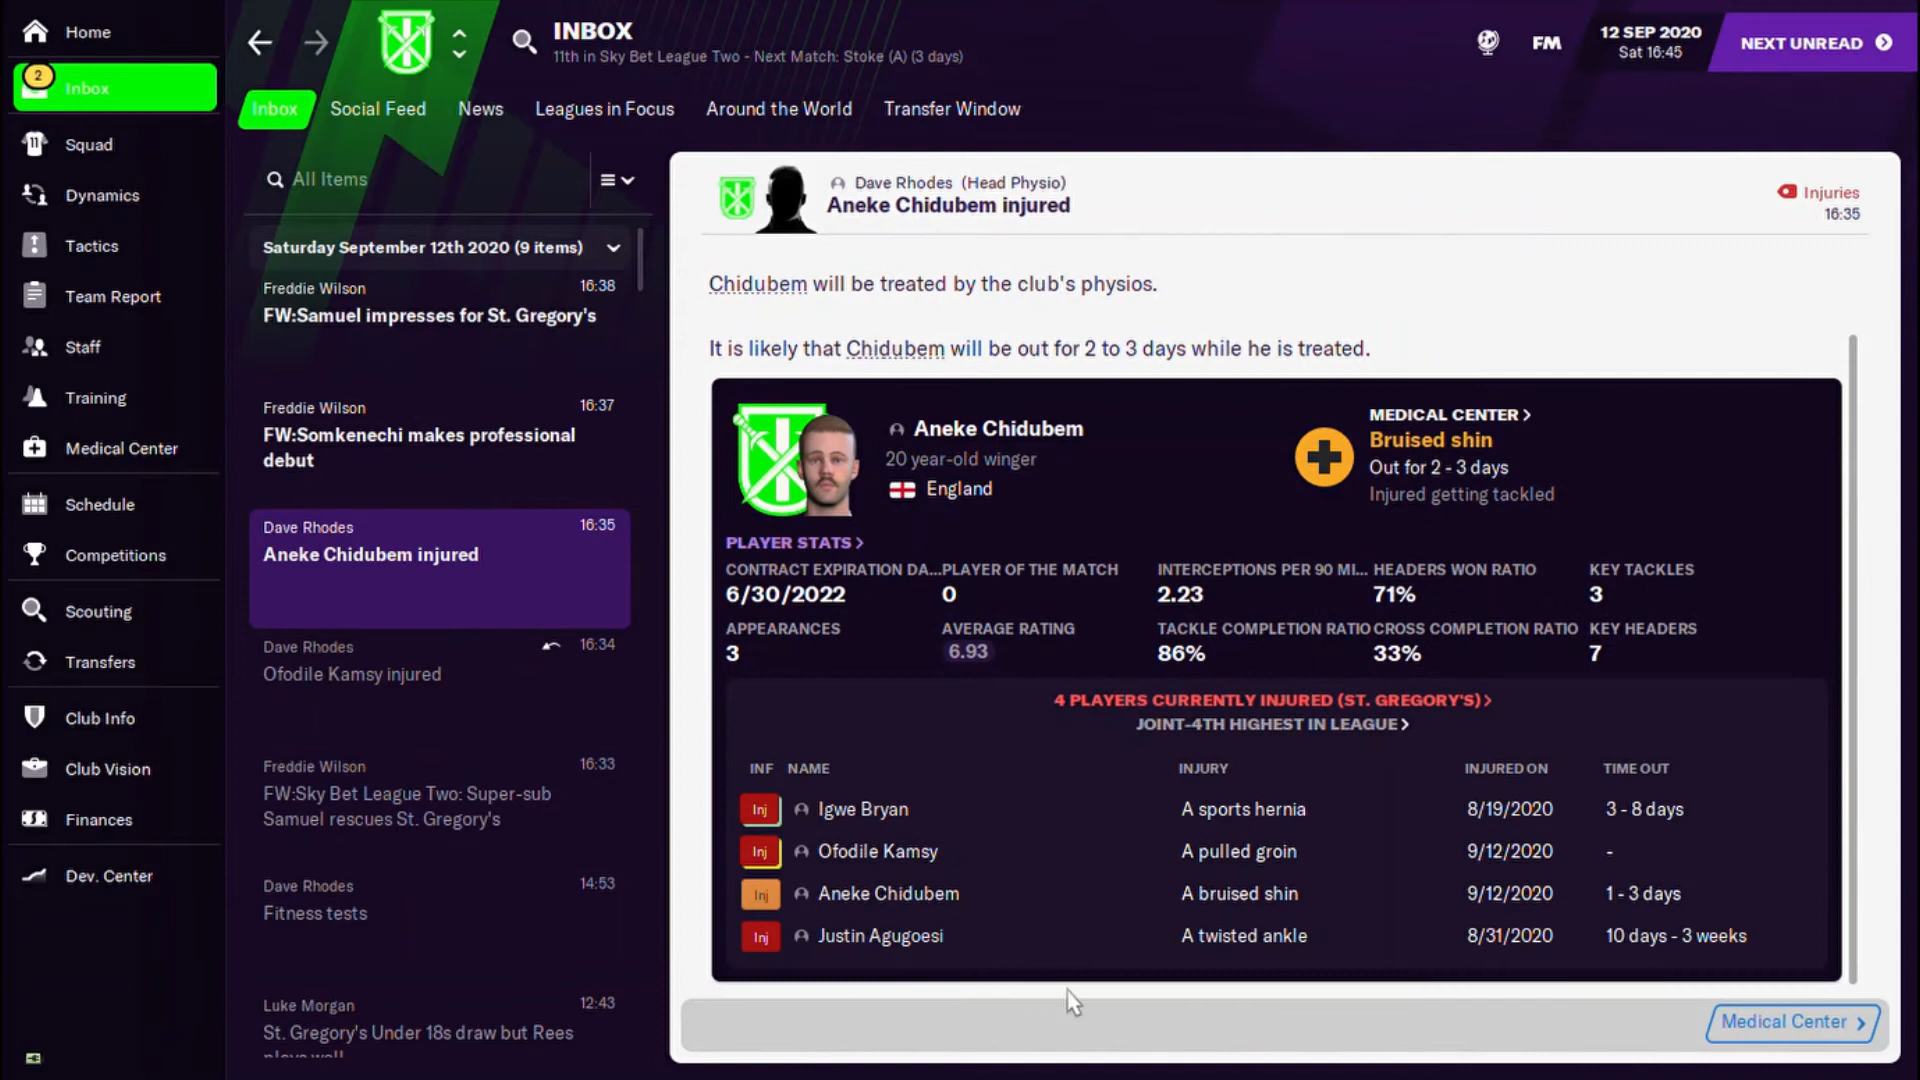 Home
2
Inbox
11
Squad
Dynamics
Tactics
Team Report
Staff
Training
Medical Center
Schedule
Competitions
Scouting
Transfers
Club Info
Club Vision
Finances
Dev. Center
INBOX
11th in Sky Bet League Two - Next Match: Stoke (A) (3 days)
FM
12 SEP 2020
Sat 16:45
NEXT UNREAD
Inbox
Social Feed
News
Leagues in Focus
Around the World
Transfer Window
All Items
Saturday September 12th 2020 (9 items)
Freddie Wilson 16:38
FW:Samuel impresses for St. Gregory's
Freddie Wilson 16:37
FW:Somkenechi makes professional
debut
Dave Rhodes 16:35
Aneke Chidubem injured
Dave Rhodes 16:34
Ofodile Kamsy injured
Freddie Wilson 16:33
FW:Sky Bet League Two: Super-sub
Samuel rescues St. Gregory's
Dave Rhodes 14:53
Fitness tests
Luke Morgan 12:43
St. Gregory's Under 18s draw but Rees
plays well
Dave Rhodes (Head Physio)
Aneke Chidubem injured
Injuries
16:35
Chidubem will be treated by the club's physios.
It is likely that Chidubem will be out for 2 to 3 days while he is treated.
Aneke Chidubem
20 year-old winger
England
MEDICAL CENTER >
Bruised shin
Out for 2 - 3 days
Injured getting tackled
PLAYER STATS >
CONTRACT EXPIRATION DA... PLAYER OF THE MATCH INTERCEPTIONS PER 90 MI... HEADERS WON RATIO KEY TACKLES
6/30/2022 0 2.23 71% 3
APPEARANCES AVERAGE RATING TACKLE COMPLETION RATIO CROSS COMPLETION RATIO KEY HEADERS
3 6.93 86% 33% 7
4 PLAYERS CURRENTLY INJURED (ST. GREGORY'S) >
JOINT-4TH HIGHEST IN LEAGUE >
INF NAME INJURY INJURED ON TIME OUT
Inj Igwe Bryan A sports hernia 8/19/2020 3 - 8 days
Inj Ofodile Kamsy A pulled groin 9/12/2020 -
Inj Aneke Chidubem A bruised shin 9/12/2020 1 - 3 days
Inj Justin Agugoesi A twisted ankle 8/31/2020 10 days - 3 weeks
Medical Center >